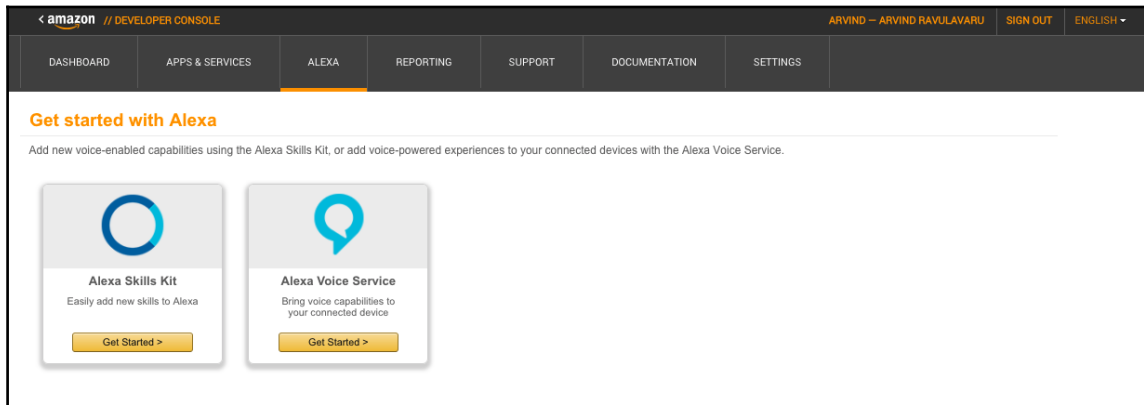 < amazon // DEVELOPER CONSOLE ARVIND — ARVIND RAVULAVARU SIGN OUT ENGLISH
DASHBOARD APPS & SERVICES ALEXA REPORTING SUPPORT DOCUMENTATION SETTINGS
Get started with Alexa
Add new voice-enabled capabilities using the Alexa Skills Kit, or add voice-powered experiences to your connected devices with the Alexa Voice Service.
Alexa Skills Kit
Easily add new skills to Alexa
Get Started >
Alexa Voice Service
Bring voice capabilities to
your connected device
Get Started >